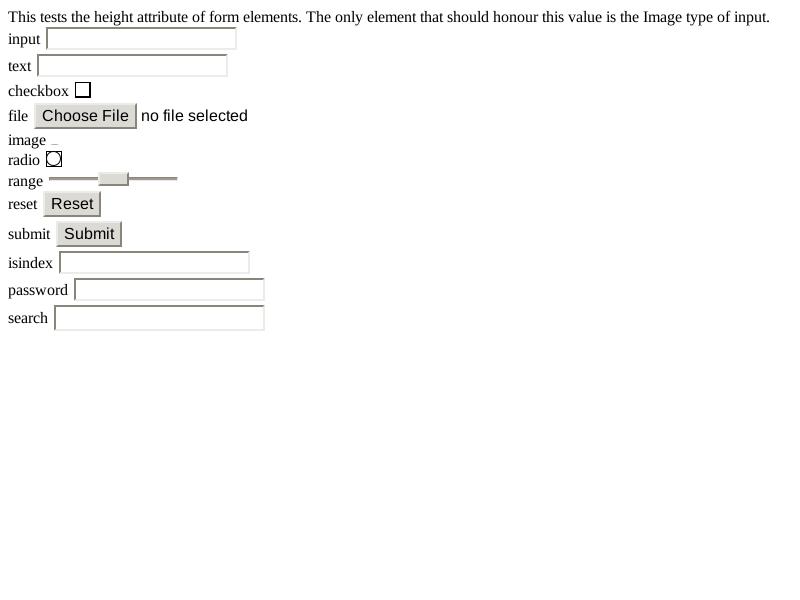 This tests the height attribute of form elements. The only element that should honour this value is the Image type of input.
input
text
checkbox
file Choose File no file selected
image
radio
range
reset Reset
submit Submit
isindex
password
search